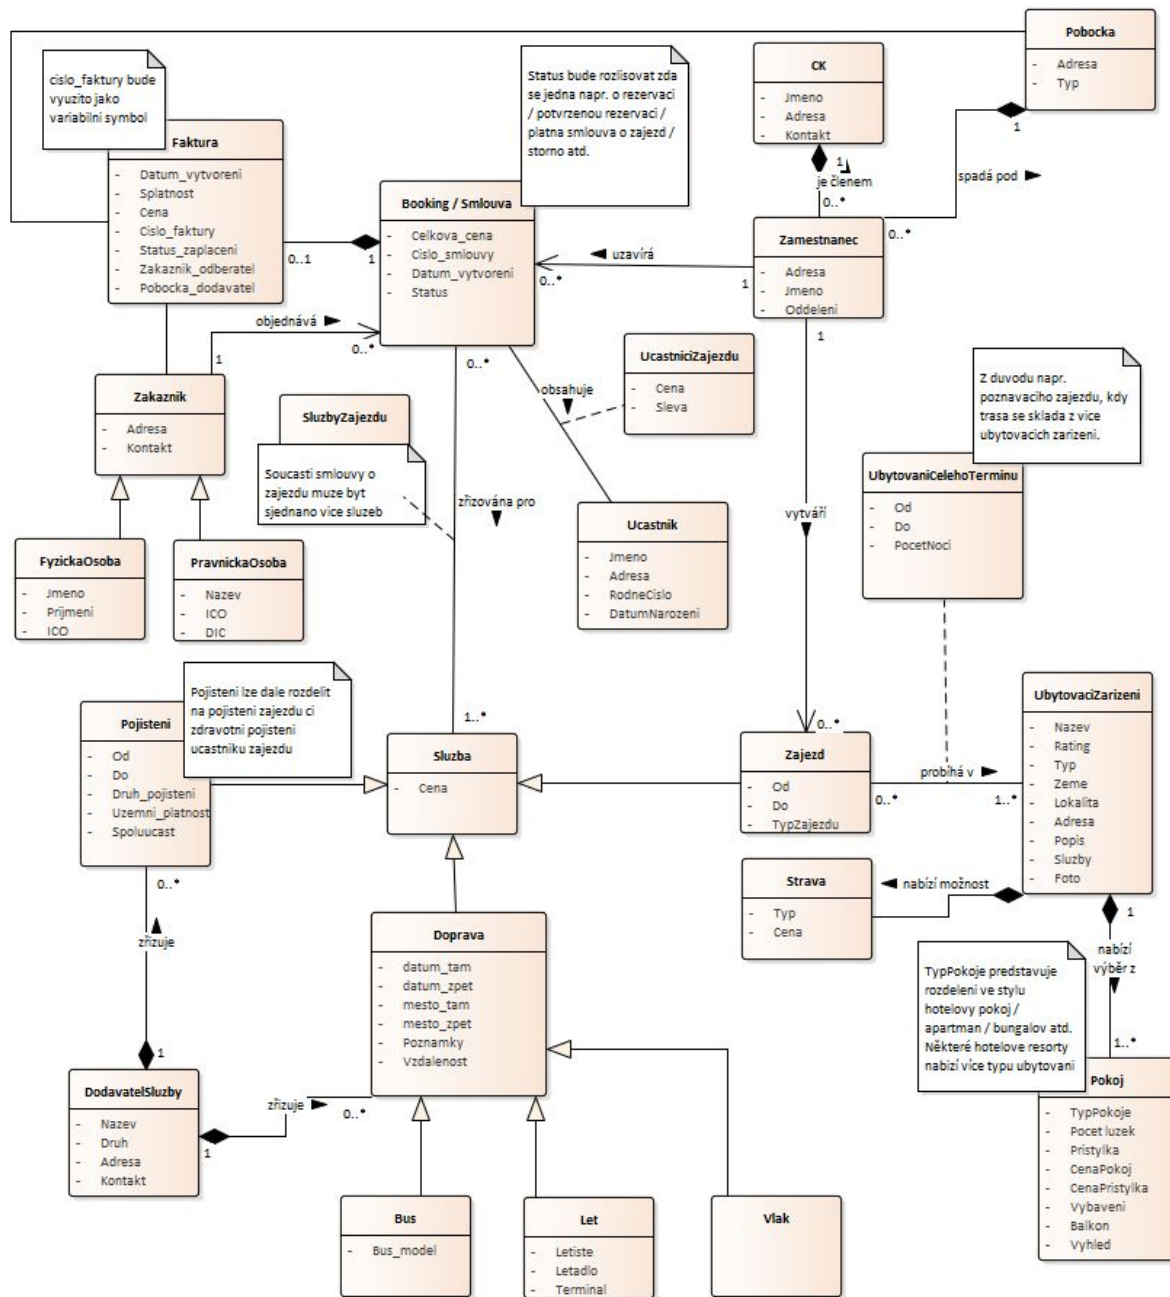 Pobocka
- Adresa
- Typ
cislo_faktury bude
vyuzito jako
variabilni symbol
Status bude rozlisovat zda
se jedna napr. o rezervaci
/ potvrzenou rezervaci /
platna smlouva o zajezd /
storno atd.
CK
- Jmeno
- Adresa
- Kontakt
1
je členem
0..*
1
spadá pod
0..*
Faktura
- Datum_vytvoreni
- Splatnost
- Cena
- Cislo_faktury
- Status_zaplaceni
- Zakaznik_odberatel
- Pobocka_dodavatel
0..1
1
Booking / Smlouva
- Celkova_cena
- Cislo_smlouvy
- Datum_vytvoreni
- Status
uzavírá
0..*
1
Zamestnanec
- Adresa
- Jmeno
- Oddeleni
1
objednává
1
0..*
0..*
Zakaznik
- Adresa
- Kontakt
SluzbyZajezdu
Soucasti smlouvy o
zajezdu muze byt
sjednano vice sluzeb
obsahuje
UcastniciZajezdu
- Cena
- Sleva
Z duvodu napr.
poznavaciho zajezdu, kdy
trasa se sklada z vice
ubytovacich zarizeni.
UbytovaniCelehoTerminu
- Od
- Do
- PocetNoci
zřizována pro
vytváří
Ucastnik
- Jmeno
- Adresa
- RodneCislo
- DatumNarozeni
FyzickaOsoba
- Jmeno
- Prijmeni
- ICO
PravnickaOsoba
- Nazev
- ICO
- DIC
Pojisteni lze dale rozdelit
na pojisteni zajezdu ci
zdravotni pojisteni
ucastniku zajezdu
Pojisteni
- Od
- Do
- Druh_pojisteni
- Uzemni_platnost
- Spoluucast
0..*
1..*
Sluzba
- Cena
0..*
Zajezd
- Od
- Do
- TypZajezdu
probíhá v
0..*
1..*
UbytovaciZarizeni
- Nazev
- Rating
- Typ
- Zeme
- Lokalita
- Adresa
- Popis
- Sluzby
- Foto
nabízí možnost
Strava
- Typ
- Cena
1
nabízí
výběr z
1..*
TypPokoje predstavuje
rozdeleni ve stylu
hotelovy pokoj /
apartman / bungalov atd.
Některé hotelove resorty
nabizí více typu ubytovani
Pokoj
- TypPokoje
- Pocet luzek
- Pristylka
- CenaPokoj
- CenaPristylka
- Vybaveni
- Balkon
- Vyhled
zřizuje
1
Doprava
- datum_tam
- datum_zpet
- mesto_tam
- mesto_zpet
- Poznamky
- Vzdalenost
DodavatelSluzby
- Nazev
- Druh
- Adresa
- Kontakt
zřizuje
1
0..*
Bus
- Bus_model
Let
- Letiste
- Letadlo
- Terminal
Vlak